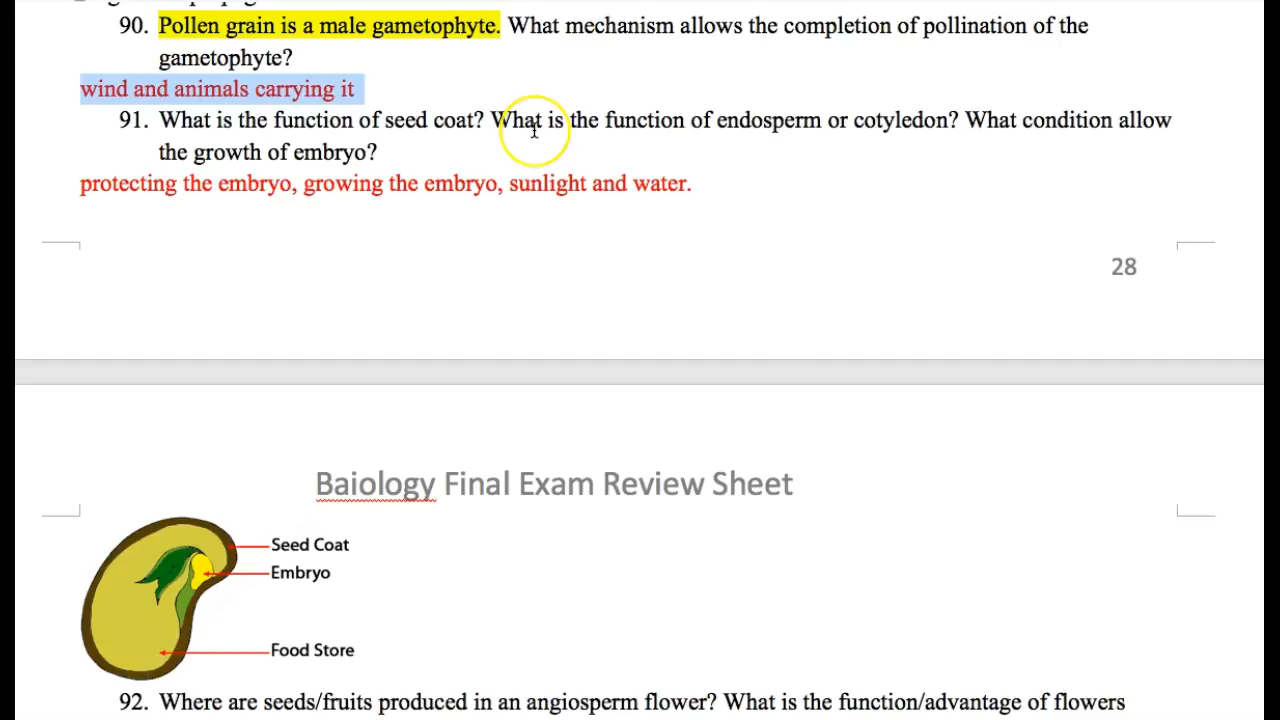 90. Pollen grain is a male gametophyte. What mechanism allows the completion of pollination of the
gametophyte?
wind and animals carrying it
91. What is the function of seed coat? What is the function of endosperm or cotyledon? What condition allow
the growth of embryo?
protecting the embryo, growing the embryo, sunlight and water.
28
Baiology Final Exam Review Sheet
Seed Coat
Embryo
Food Store
92. Where are seeds/fruits produced in an angiosperm flower? What is the function/advantage of flowers